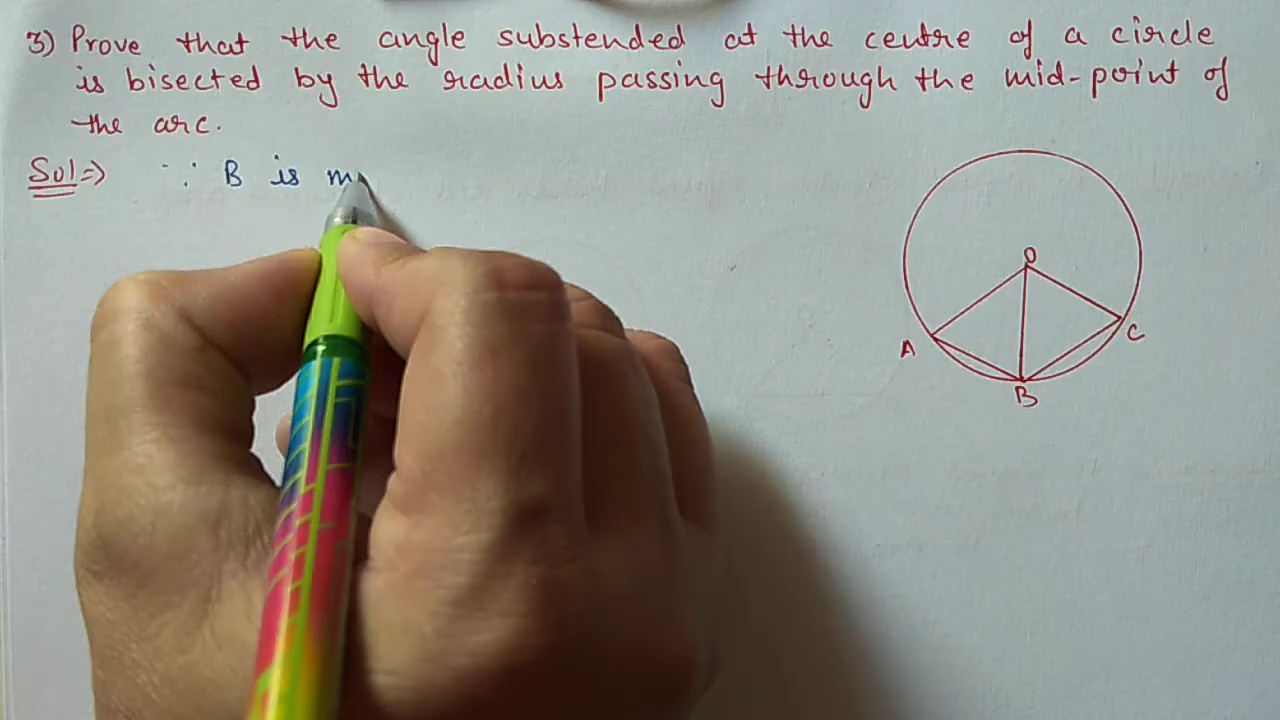 3) Prove that the angle substended at the centre of a circle
is bisected by the radius passing through the mid-point of
the arc.
Sol⇒ ∵ B is m
O
A
C
B